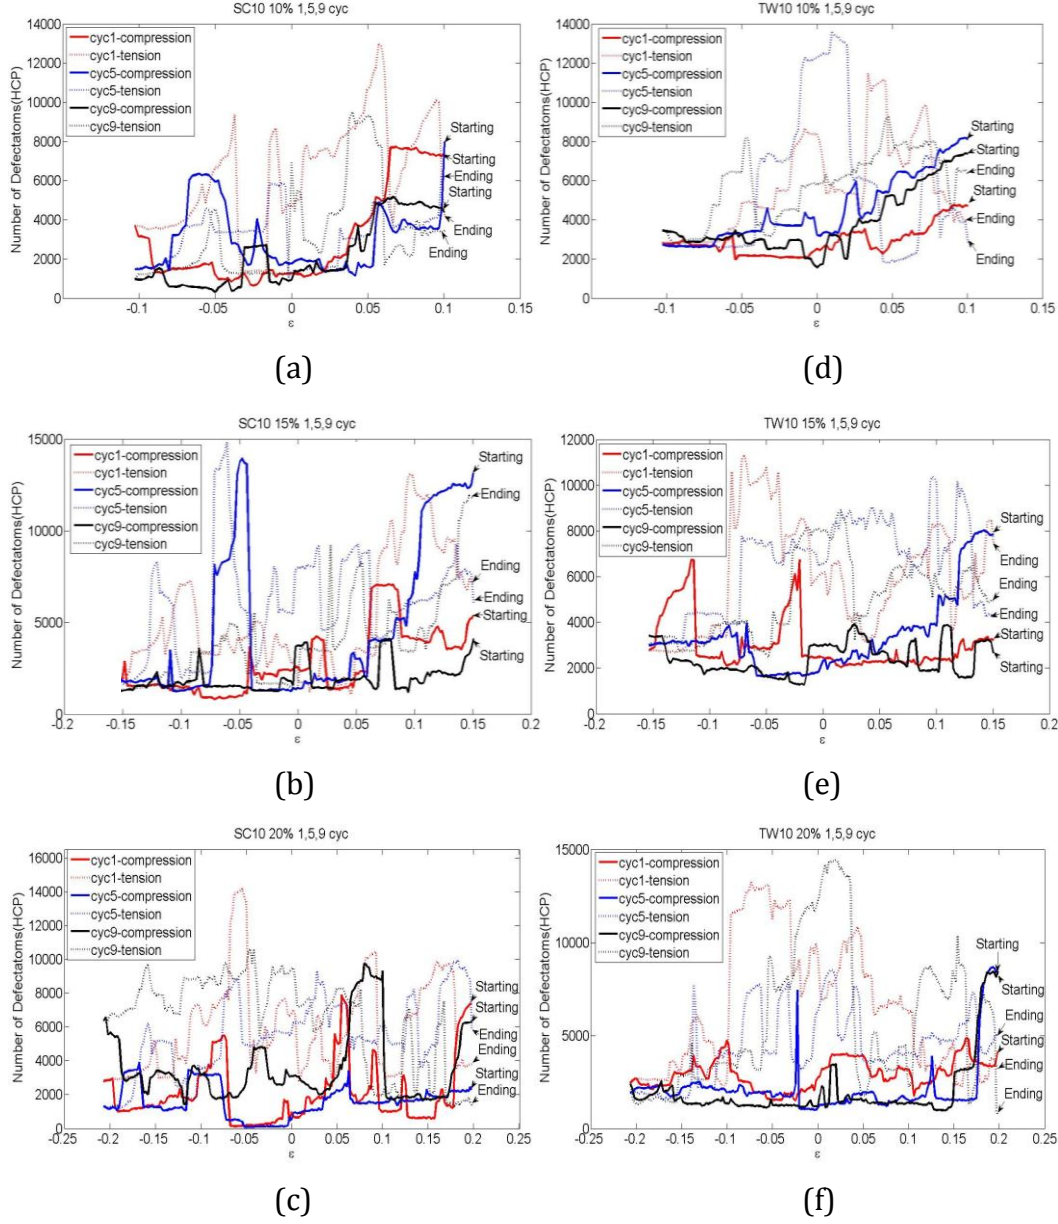 SC10 10% 1,5,9 cyc
Number of Defectatoms(HCP)
14000
12000
10000
8000
6000
4000
2000
0
cyc1-compression
cyc1-tension
cyc5-compression
cyc5-tension
cyc9-compression
cyc9-tension
Starting
Starting
Ending
Starting
Ending
Ending
-0.1
-0.05
0
0.05
0.1
0.15
ε
(a)
TW10 10% 1,5,9 cyc
Number of Defectatoms(HCP)
14000
12000
10000
8000
6000
4000
2000
0
cyc1-compression
cyc1-tension
cyc5-compression
cyc5-tension
cyc9-compression
cyc9-tension
Starting
Starting
Ending
Starting
Ending
Ending
-0.15
-0.1
-0.05
0
0.05
0.1
0.15
ε
(d)
SC10 15% 1,5,9 cyc
Number of Defectatoms(HCP)
15000
10000
5000
0
cyc1-compression
cyc1-tension
cyc5-compression
cyc5-tension
cyc9-compression
cyc9-tension
Starting
Ending
Ending
Ending
Starting
Starting
-0.2
-0.15
-0.1
-0.05
0
0.05
0.1
0.15
0.2
ε
(b)
TW10 15% 1,5,9 cyc
Number of Defectatoms(HCP)
12000
10000
8000
6000
4000
2000
0
cyc1-compression
cyc1-tension
cyc5-compression
cyc5-tension
cyc9-compression
cyc9-tension
Starting
Ending
Ending
Ending
Starting
Starting
-0.2
-0.15
-0.1
-0.05
0
0.05
0.1
0.15
0.2
ε
(e)
SC10 20% 1,5,9 cyc
Number of Defectatoms(HCP)
16000
14000
12000
10000
8000
6000
4000
2000
0
cyc1-compression
cyc1-tension
cyc5-compression
cyc5-tension
cyc9-compression
cyc9-tension
Starting
Starting
Ending
Ending
Starting
Ending
-0.25
-0.2
-0.15
-0.1
-0.05
0
0.05
0.1
0.15
0.2
0.25
ε
(c)
TW10 20% 1,5,9 cyc
Number of Defectatoms(HCP)
15000
10000
5000
0
cyc1-compression
cyc1-tension
cyc5-compression
cyc5-tension
cyc9-compression
cyc9-tension
Starting
Starting
Ending
Starting
Ending
Ending
-0.25
-0.2
-0.15
-0.1
-0.05
0
0.05
0.1
0.15
0.2
0.25
ε
(f)